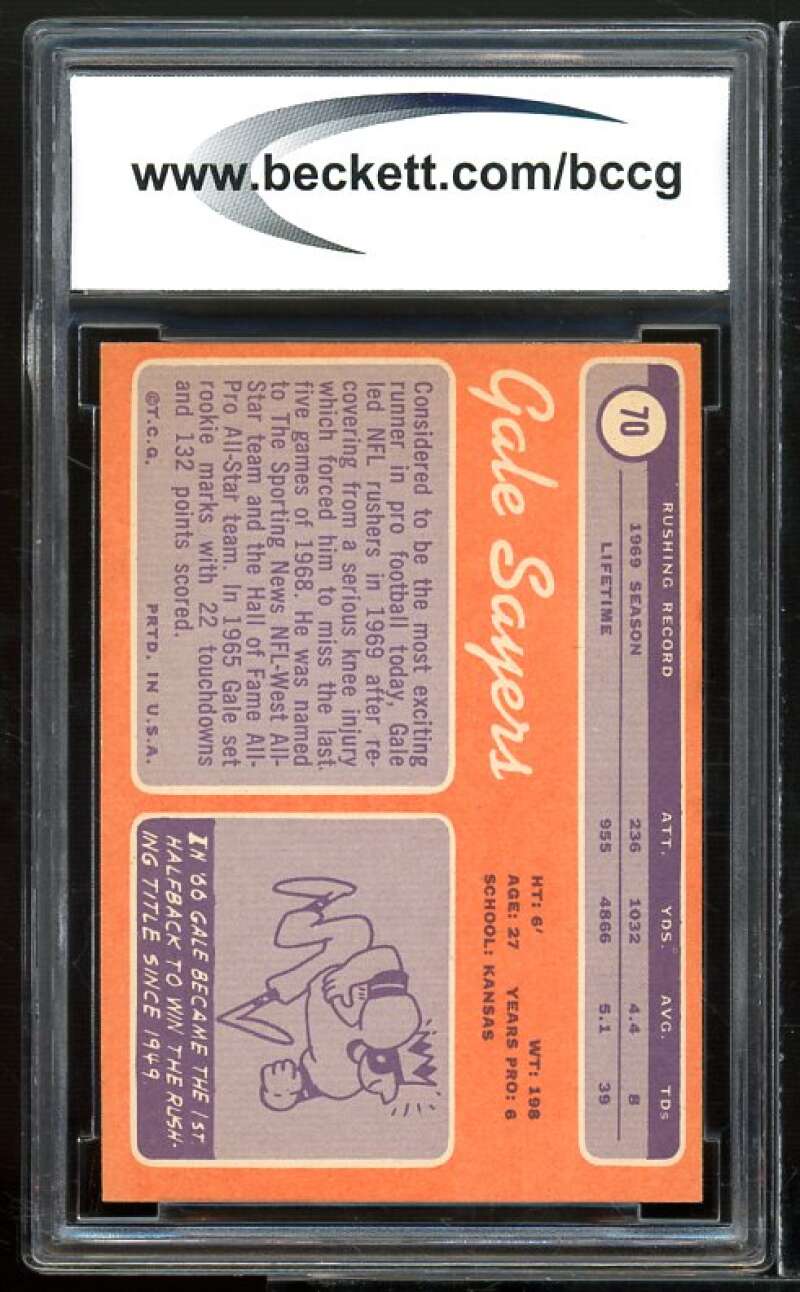 www.beckett.com/bccg
70
RUSHING RECORD ATT. YDS. AVG. TDs
1969 SEASON 236 1032 4.4 8
LIFETIME 955 4866 5.1 39
Gale Sayers
HT: 6' WT: 198
AGE: 27 YEARS PRO: 6
SCHOOL: KANSAS
Considered to be the most exciting
runner in pro football today, Gale
led NFL rushers in 1969 after re-
covering from a serious knee injury
which forced him to miss the last
five games of 1968. He was named
to The Sporting News NFL-West All-
Star team and the Hall of Fame All-
Pro All-Star team. In 1965 Gale set
rookie marks with 22 touchdowns
and 132 points scored.
©T.C.G. PRTD. IN U.S.A.
IN '66 GALE BECAME THE 1ST
HALFBACK TO WIN THE RUSH-
ING TITLE SINCE 1949.